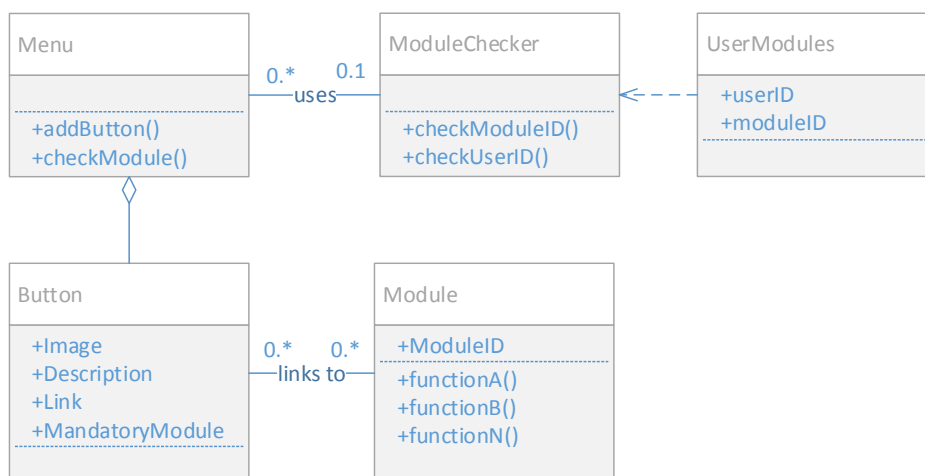 Menu
+addButton()
+checkModule()
0.* 0.1
uses
ModuleChecker
+checkModuleID()
+checkUserID()
UserModules
+userID
+moduleID
Button
+Image
+Description
+Link
+MandatoryModule
0.* 0.*
links to
Module
+ModuleID
+functionA()
+functionB()
+functionN()